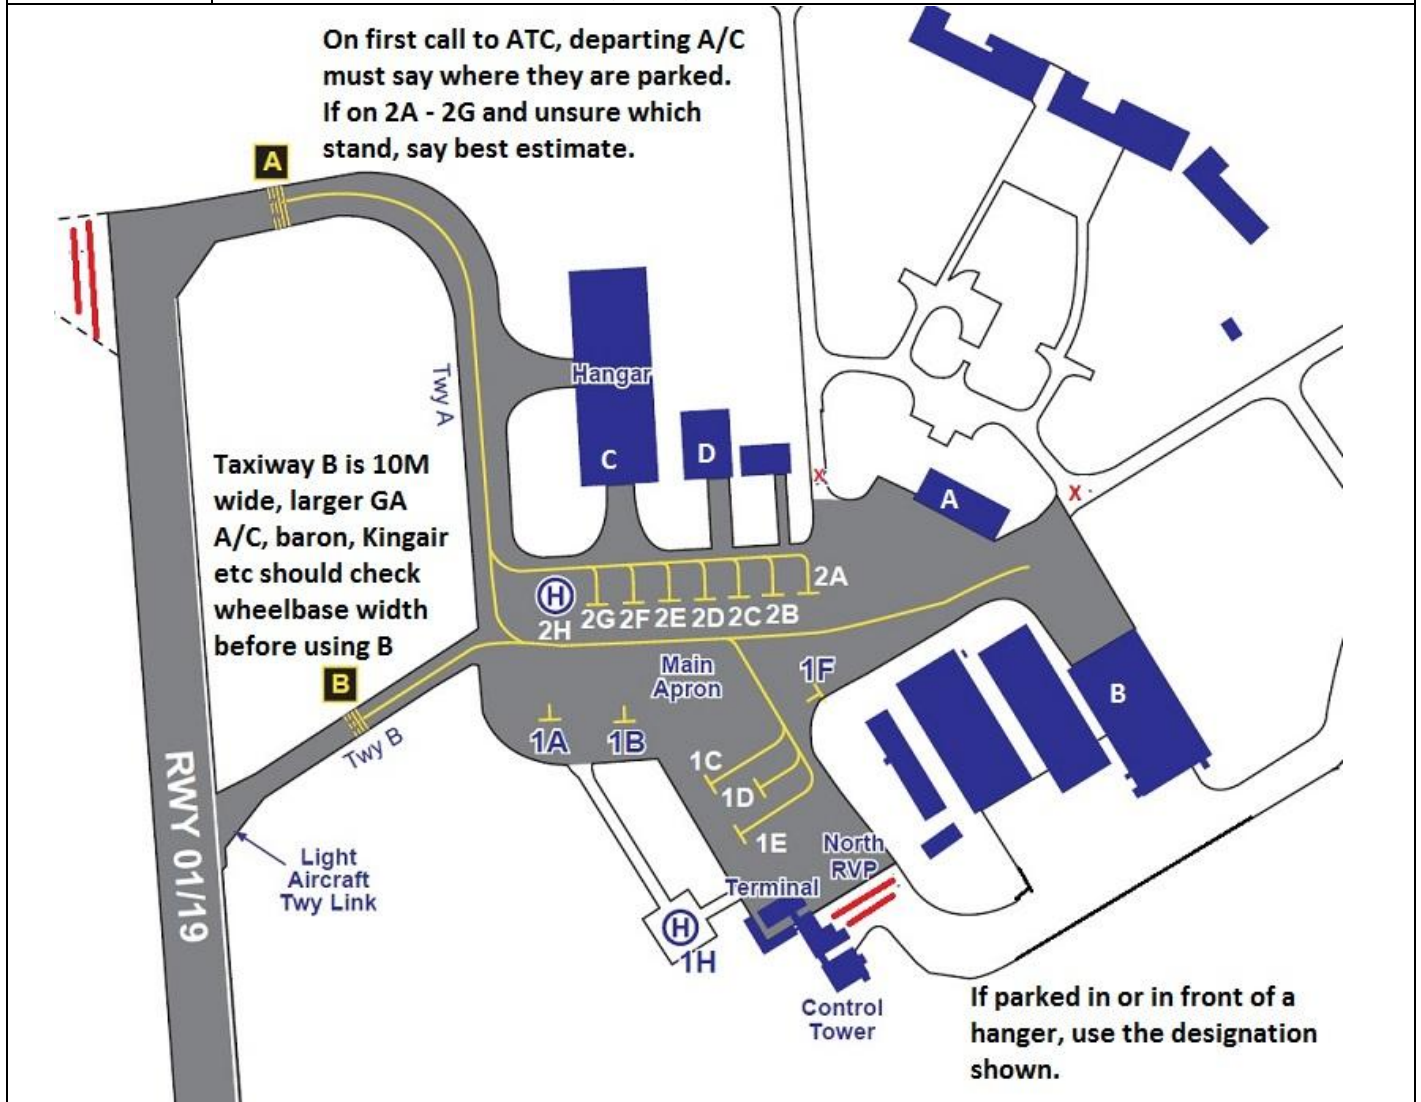 On first call to ATC, departing A/C
must say where they are parked.
If on 2A - 2G and unsure which
stand, say best estimate.
A
Twy A
Hangar
C
D
A
X
X
Taxiway B is 10M
wide, larger GA
A/C, baron, Kingair
etc should check
wheelbase width
before using B
H
2H
2G
2F
2E
2D
2C
2B
2A
B
Twy B
Main
Apron
1F
B
1A
1B
1C
1D
1E
RWY 01/19
Light
Aircraft
Twy Link
North
RVP
Terminal
H
1H
Control
Tower
If parked in or in front of a
hanger, use the designation
shown.